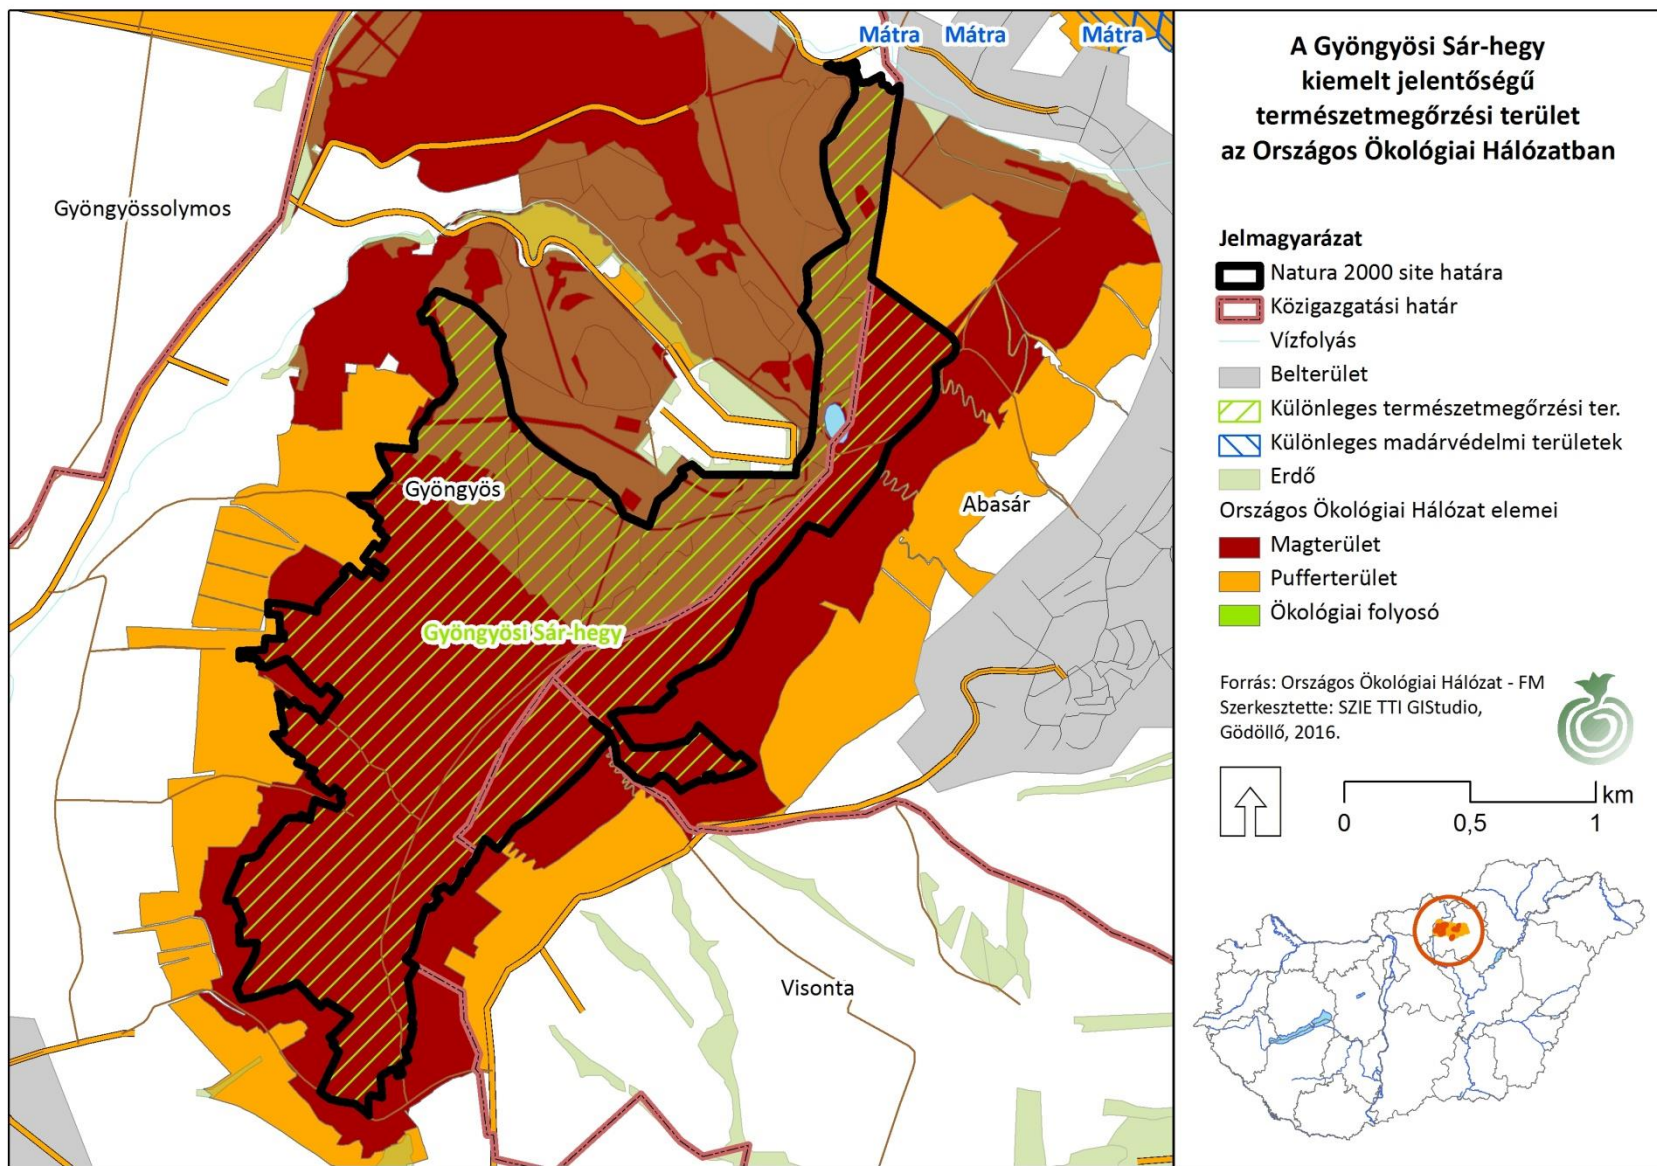 Mátra
Mátra
Mátra
Gyöngyössolymos
Gyöngyös
Abasár
Gyöngyösi Sár-hegy
Visonta
A Gyöngyösi Sár-hegy
kiemelt jelentőségű
természetmegőrzési terület
az Országos Ökológiai Hálózatban
Jelmagyarázat
Natura 2000 site határa
Közigazgatási határ
Vízfolyás
Belterület
Különleges természetmegőrzési ter.
Különleges madárvédelmi területek
Erdő
Országos Ökológiai Hálózat elemei
Magterület
Pufferterület
Ökológiai folyosó
Forrás: Országos Ökológiai Hálózat - FM
Szerkesztette: SZIE TTI GIStudio,
Gödöllő, 2016.
km
0 0,5 1